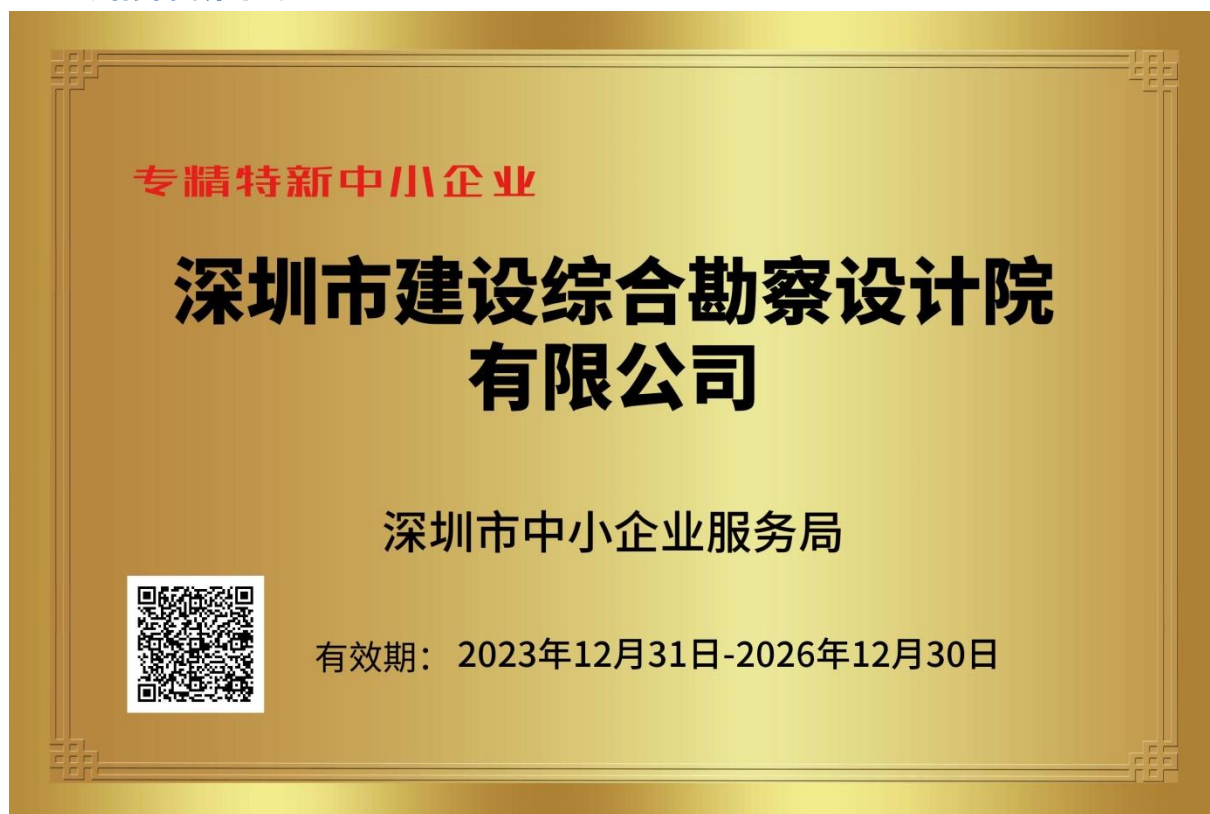 专精特新中小企业
深圳市建设综合勘察设计院
有限公司
深圳市中小企业服务局
有效期：2023年12月31日-2026年12月30日